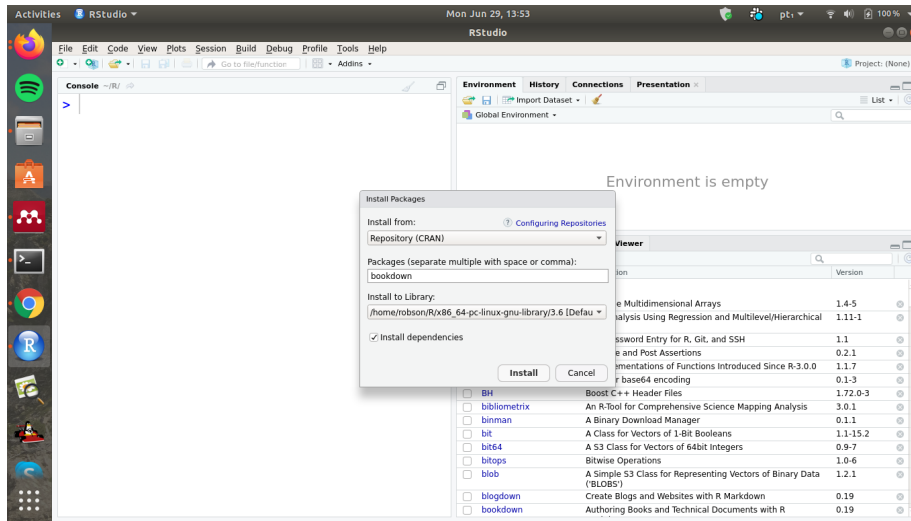 Activities RStudio Mon Jun 29, 13:53 pt₁ 100 %
RStudio
File Edit Code View Plots Session Build Debug Profile Tools Help
Go to file/function Addins Project: (None)
Console ~/R/
>
Environment History Connections Presentation
Import Dataset List
Global Environment
Environment is empty
Install Packages
Install from: ? Configuring Repositories
Repository (CRAN)
Packages (separate multiple with space or comma):
bookdown
Install to Library:
/home/robson/R/x86_64-pc-linux-gnu-library/3.6 [Defau
Install dependencies
Install Cancel
Viewer
ion Version
e Multidimensional Arrays 1.4-5
alysis Using Regression and Multilevel/Hierarchical 1.11-1
ssword Entry for R, Git, and SSH 1.1
e and Post Assertions 0.2.1
ementations of Functions Introduced Since R-3.0.0 1.1.7
r base64 encoding 0.1-3
BH Boost C++ Header Files 1.72.0-3
bibliometrix An R-Tool for Comprehensive Science Mapping Analysis 3.0.1
binman A Binary Download Manager 0.1.1
bit A Class for Vectors of 1-Bit Booleans 1.1-15.2
bit64 A S3 Class for Vectors of 64bit Integers 0.9-7
bitops Bitwise Operations 1.0-6
blob A Simple S3 Class for Representing Vectors of Binary Data 1.2.1
('BLOBS')
blogdown Create Blogs and Websites with R Markdown 0.19
bookdown Authoring Books and Technical Documents with R 0.19